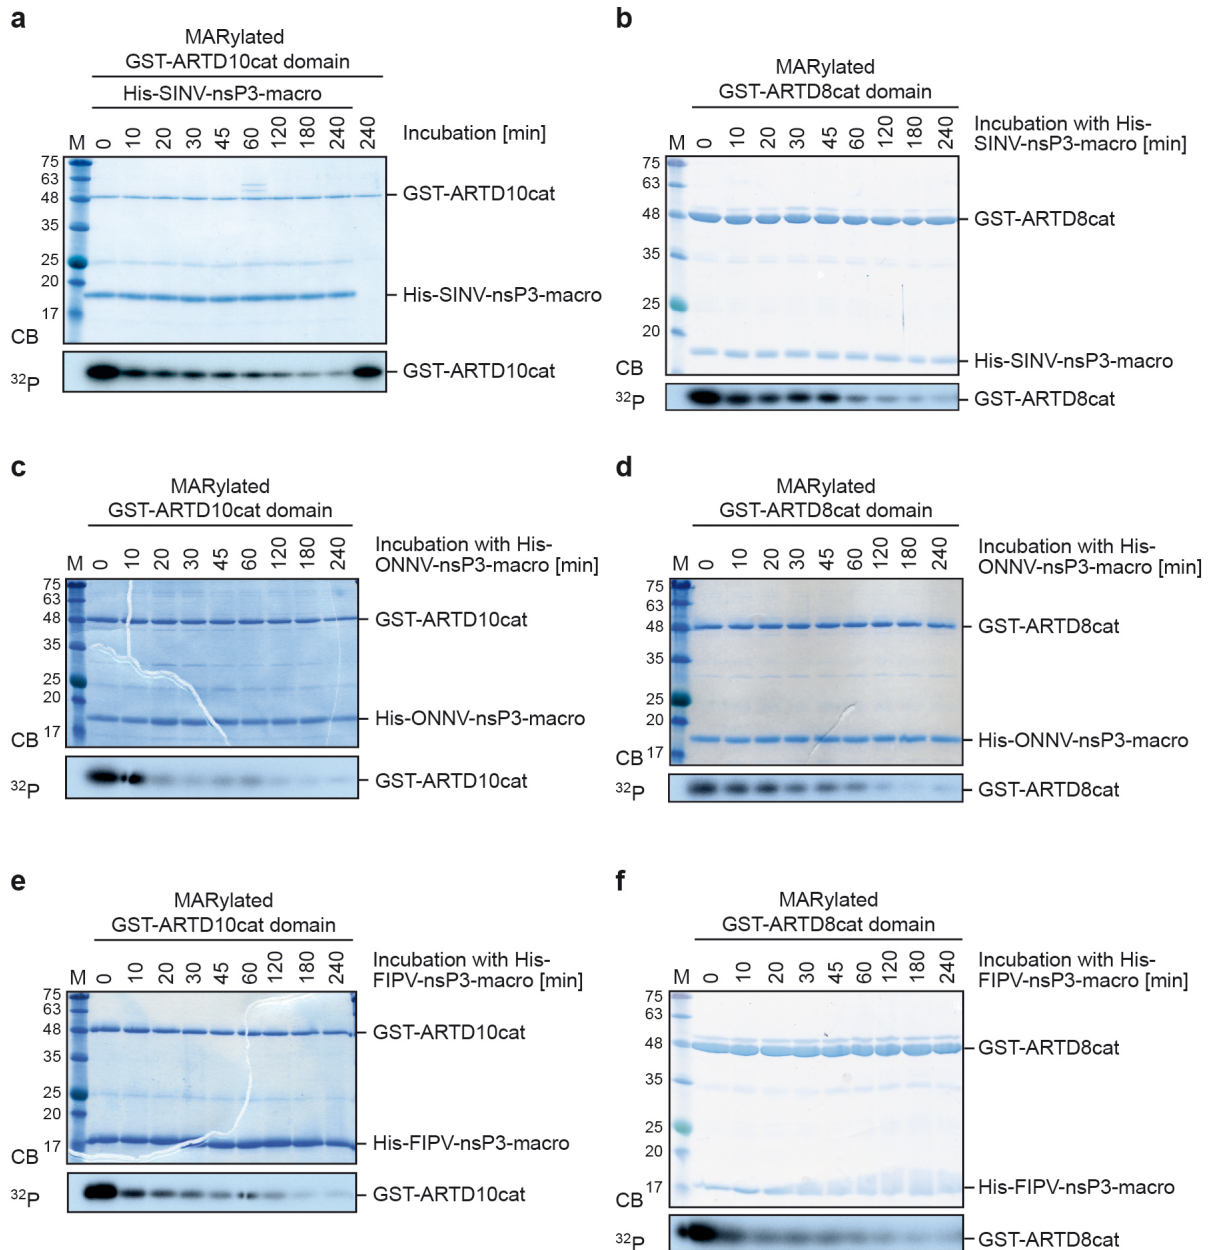 a
MARylated
GST-ARTD10cat domain
His-SINV-nsP3-macro
M 0 10 20 30 45 60 120 180 240 240
Incubation [min]
75
63
48
35
25
20
17
GST-ARTD10cat
His-SINV-nsP3-macro
CB
32P
GST-ARTD10cat
b
MARylated
GST-ARTD8cat domain
M 0 10 20 30 45 60 120 180 240
Incubation with His-
SINV-nsP3-macro [min]
75
63
48
35
25
20
GST-ARTD8cat
His-SINV-nsP3-macro
CB
32P
GST-ARTD8cat
c
MARylated
GST-ARTD10cat domain
M 0 10 20 30 45 60 120 180 240
Incubation with His-
ONNV-nsP3-macro [min]
75
63
48
35
25
20
17
GST-ARTD10cat
His-ONNV-nsP3-macro
CB
32P
GST-ARTD10cat
d
MARylated
GST-ARTD8cat domain
M 0 10 20 30 45 60 120 180 240
Incubation with His-
ONNV-nsP3-macro [min]
75
63
48
35
25
20
17
GST-ARTD8cat
His-ONNV-nsP3-macro
CB
32P
GST-ARTD8cat
e
MARylated
GST-ARTD10cat domain
M 0 10 20 30 45 60 120 180 240
Incubation with His-
FIPV-nsP3-macro [min]
75
63
48
35
25
20
17
GST-ARTD10cat
His-FIPV-nsP3-macro
CB
32P
GST-ARTD10cat
f
MARylated
GST-ARTD8cat domain
M 0 10 20 30 45 60 120 180 240
Incubation with His-
FIPV-nsP3-macro [min]
75
63
48
35
25
20
17
GST-ARTD8cat
His-FIPV-nsP3-macro
CB
32P
GST-ARTD8cat